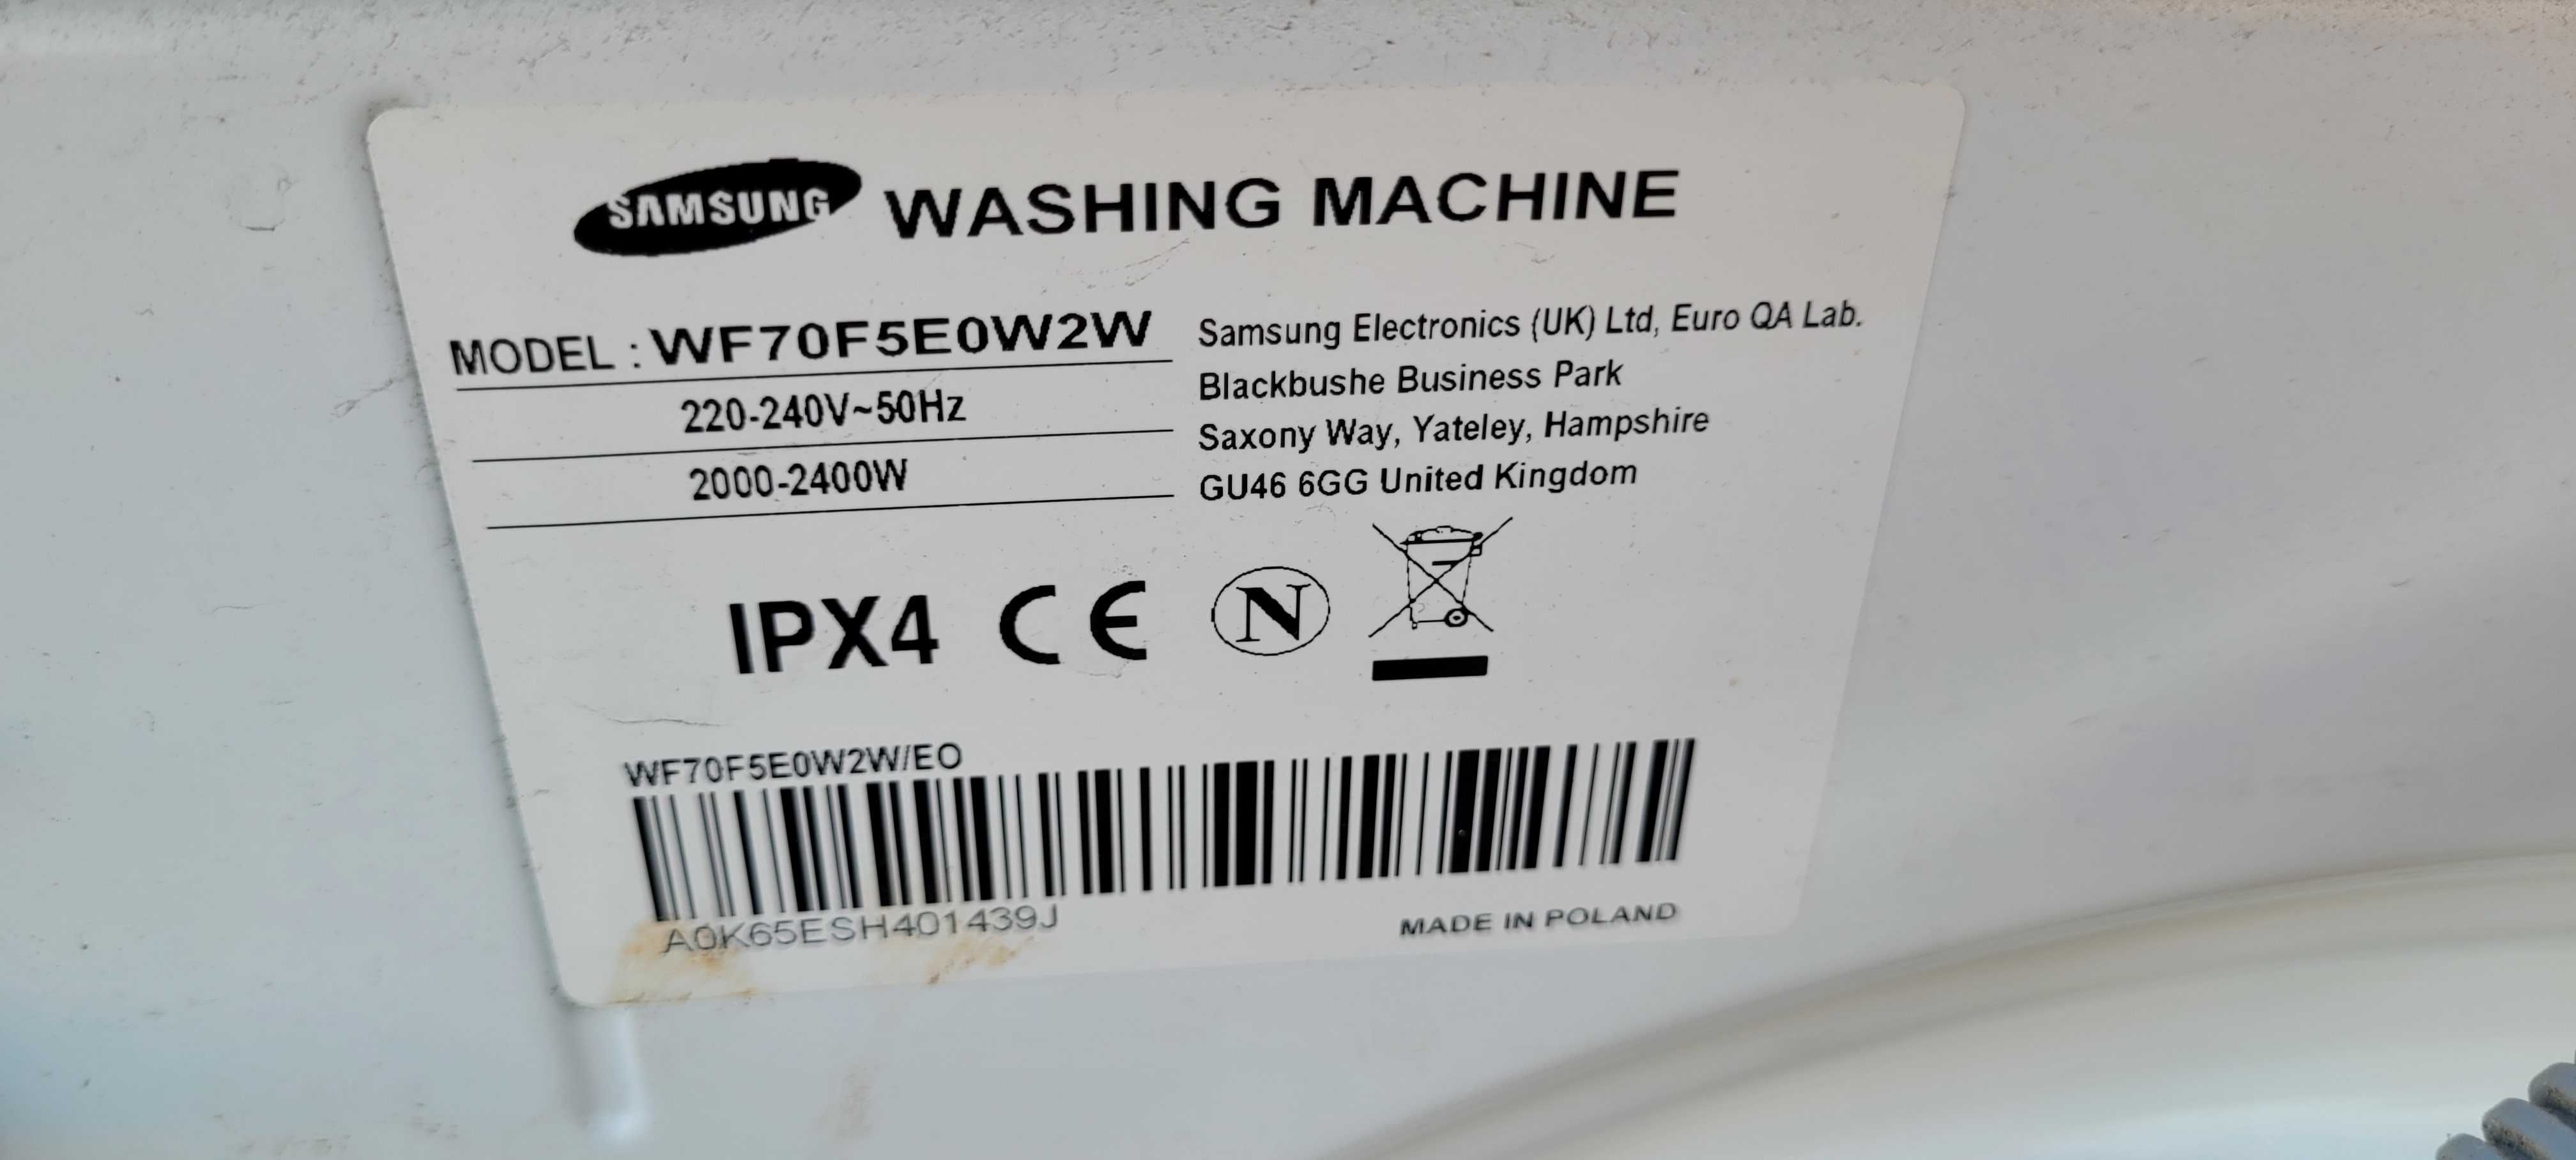 SAMSUNG WASHING MACHINE
MODEL : WF70F5E0W2W
220-240V~50Hz
2000-2400W
Samsung Electronics (UK) Ltd, Euro QA Lab.
Blackbushe Business Park
Saxony Way, Yateley, Hampshire
GU46 6GG United Kingdom
IPX4 CE N
WF70F5E0W2W/EO
A0K65ESH401439J
MADE IN POLAND